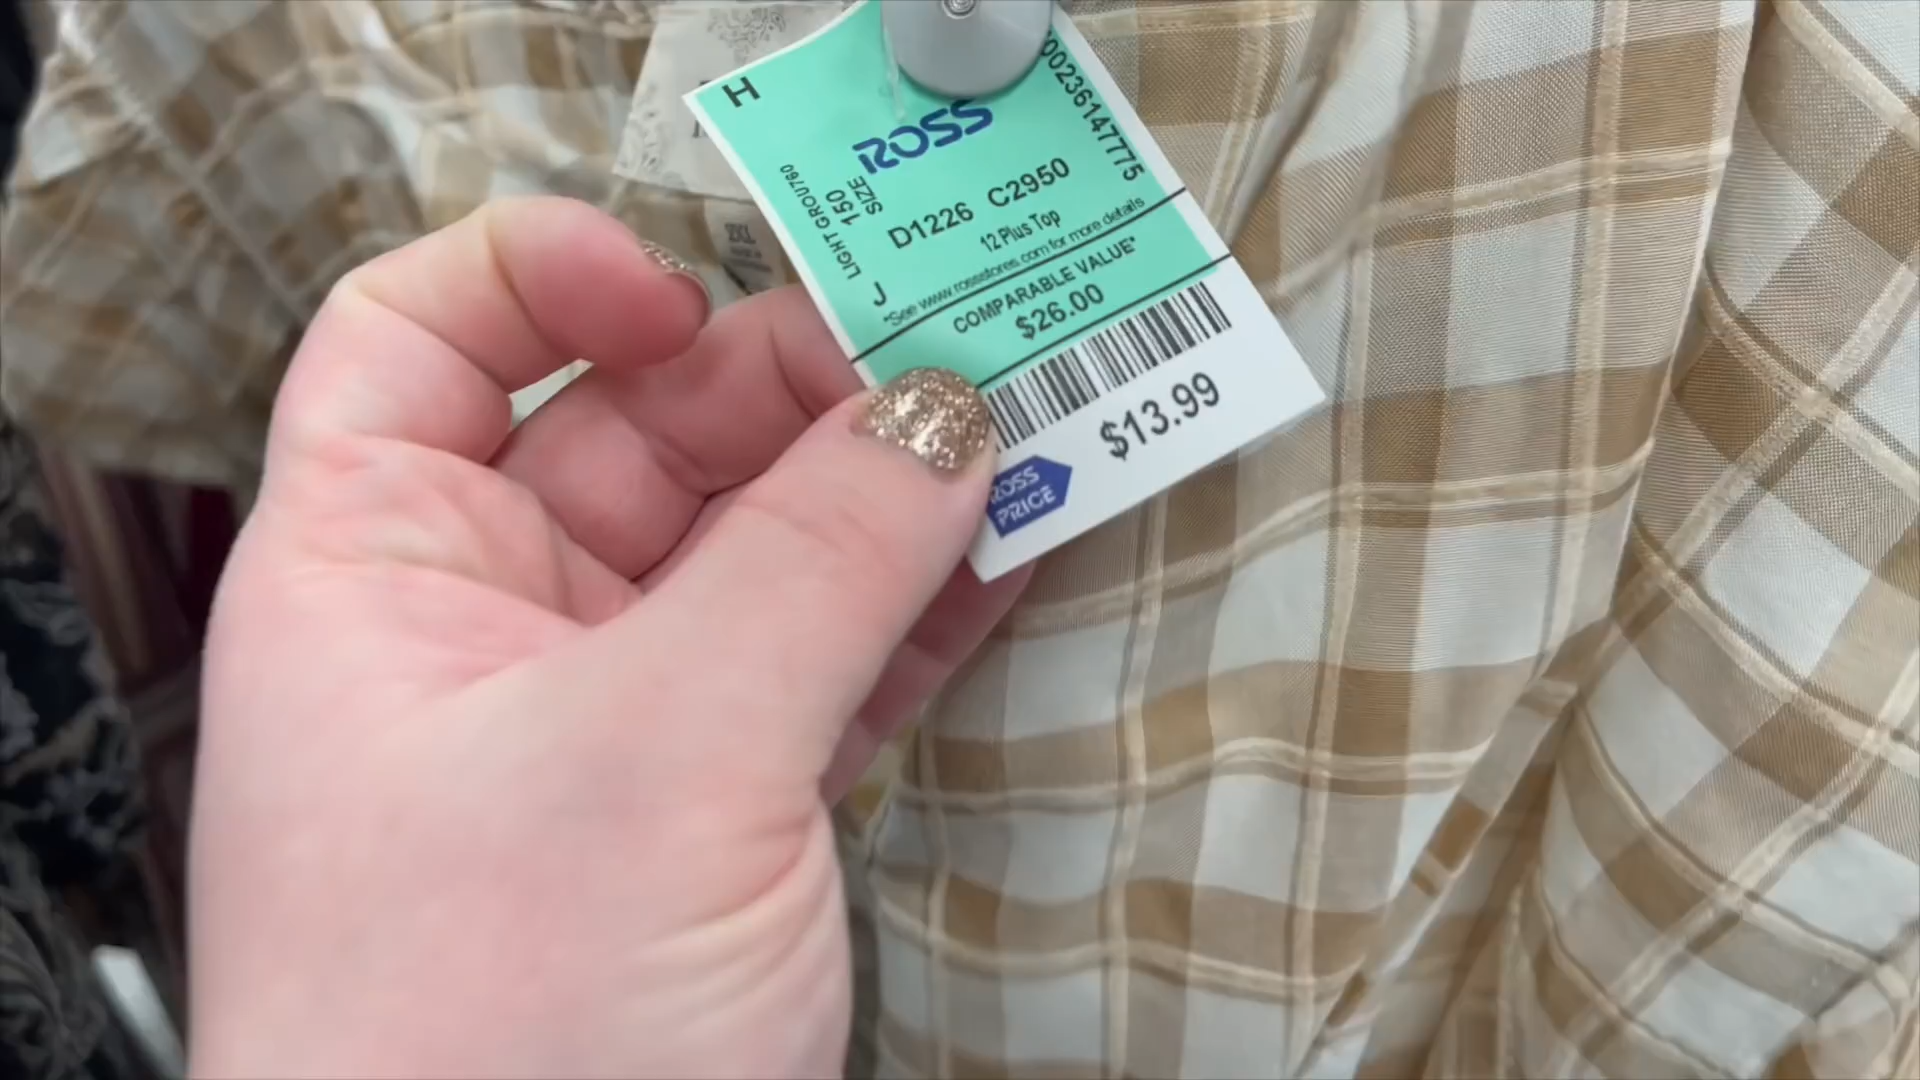 H
ROSS
D1226 C2950
12 Plus Top
*See www.rossstores.com for more details
COMPARABLE VALUE*
$26.00
$13.99
ROSS
PRICE
SIZE
150
LIGHT GROU760
J
2XL